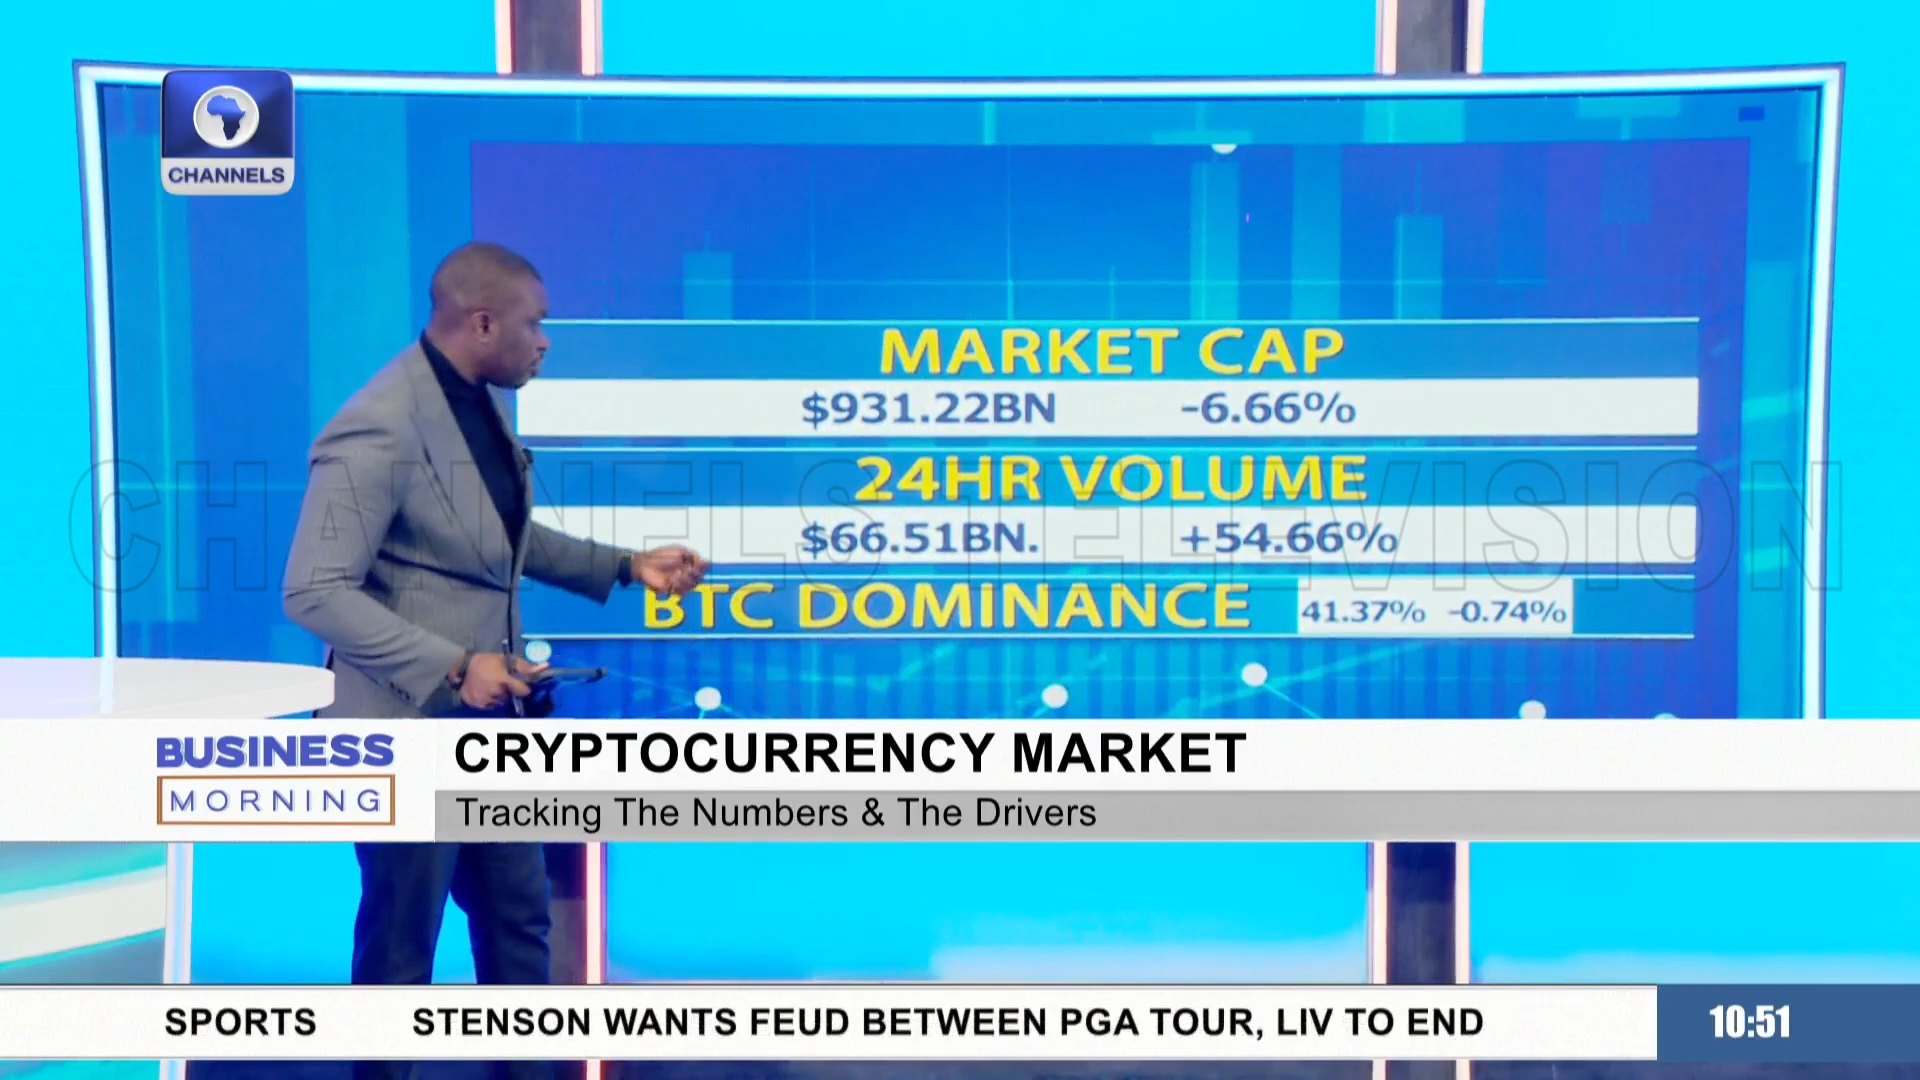 CHANNELS
MARKET CAP
$931.22BN -6.66%
24HR VOLUME
$66.51BN. +54.66%
BTC DOMINANCE 41.37% -0.74%
CHANNELS TELEVISION
BUSINESS
MORNING
CRYPTOCURRENCY MARKET
Tracking The Numbers & The Drivers
SPORTS STENSON WANTS FEUD BETWEEN PGA TOUR, LIV TO END
10:51